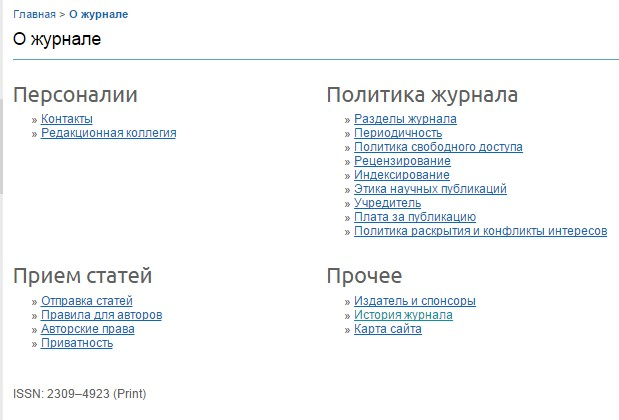 Главная > О журнале
О журнале
Персоналии
» Контакты
» Редакционная коллегия
Политика журнала
» Разделы журнала
» Периодичность
» Политика свободного доступа
» Рецензирование
» Индексирование
» Этика научных публикаций
» Учредитель
» Плата за публикацию
» Политика раскрытия и конфликты интересов
Прием статей
» Отправка статей
» Правила для авторов
» Авторские права
» Приватность
Прочее
» Издатель и спонсоры
» История журнала
» Карта сайта
ISSN: 2309–4923 (Print)